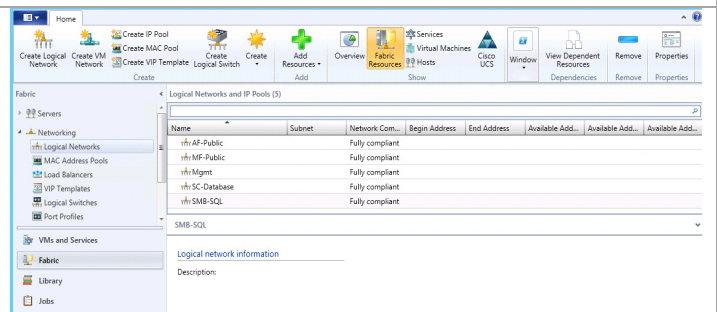 Home
Create Logical Network
Create VM Network
Create IP Pool
Create MAC Pool
Create VIP Template
Create Logical Switch
Create
Create
Add Resources
Add
Overview
Fabric Resources
Services
Virtual Machines
Hosts
Cisco UCS
Show
Window
View Dependent Resources
Dependencies
Remove
Remove
Properties
Properties
Fabric
Servers
Networking
Logical Networks
MAC Address Pools
Load Balancers
VIP Templates
Logical Switches
Port Profiles
VMs and Services
Fabric
Library
Jobs
Logical Networks and IP Pools (5)
Name Subnet Network Com... Begin Address End Address Available Add... Available Add... Available Add...
AF-Public Fully compliant
MF-Public Fully compliant
Mgmt Fully compliant
SC-Database Fully compliant
SMB-SQL Fully compliant
SMB-SQL
Logical network information
Description: